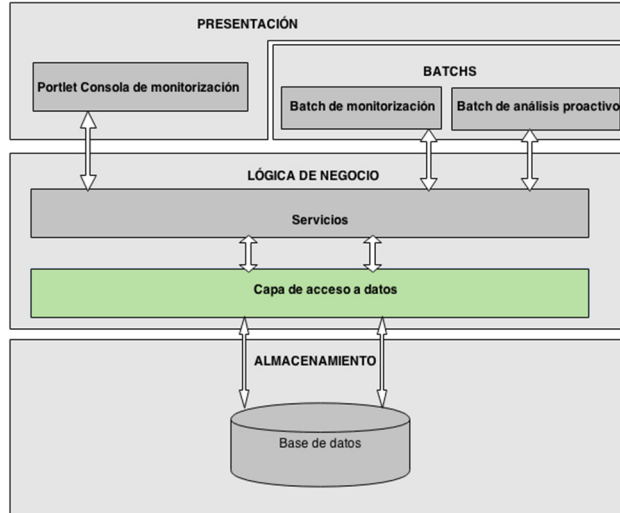 PRESENTACIÓN
Portlet Consola de monitorización
BATCHS
Batch de monitorización
Batch de análisis proactivo
LÓGICA DE NEGOCIO
Servicios
Capa de acceso a datos
ALMACENAMIENTO
Base de datos